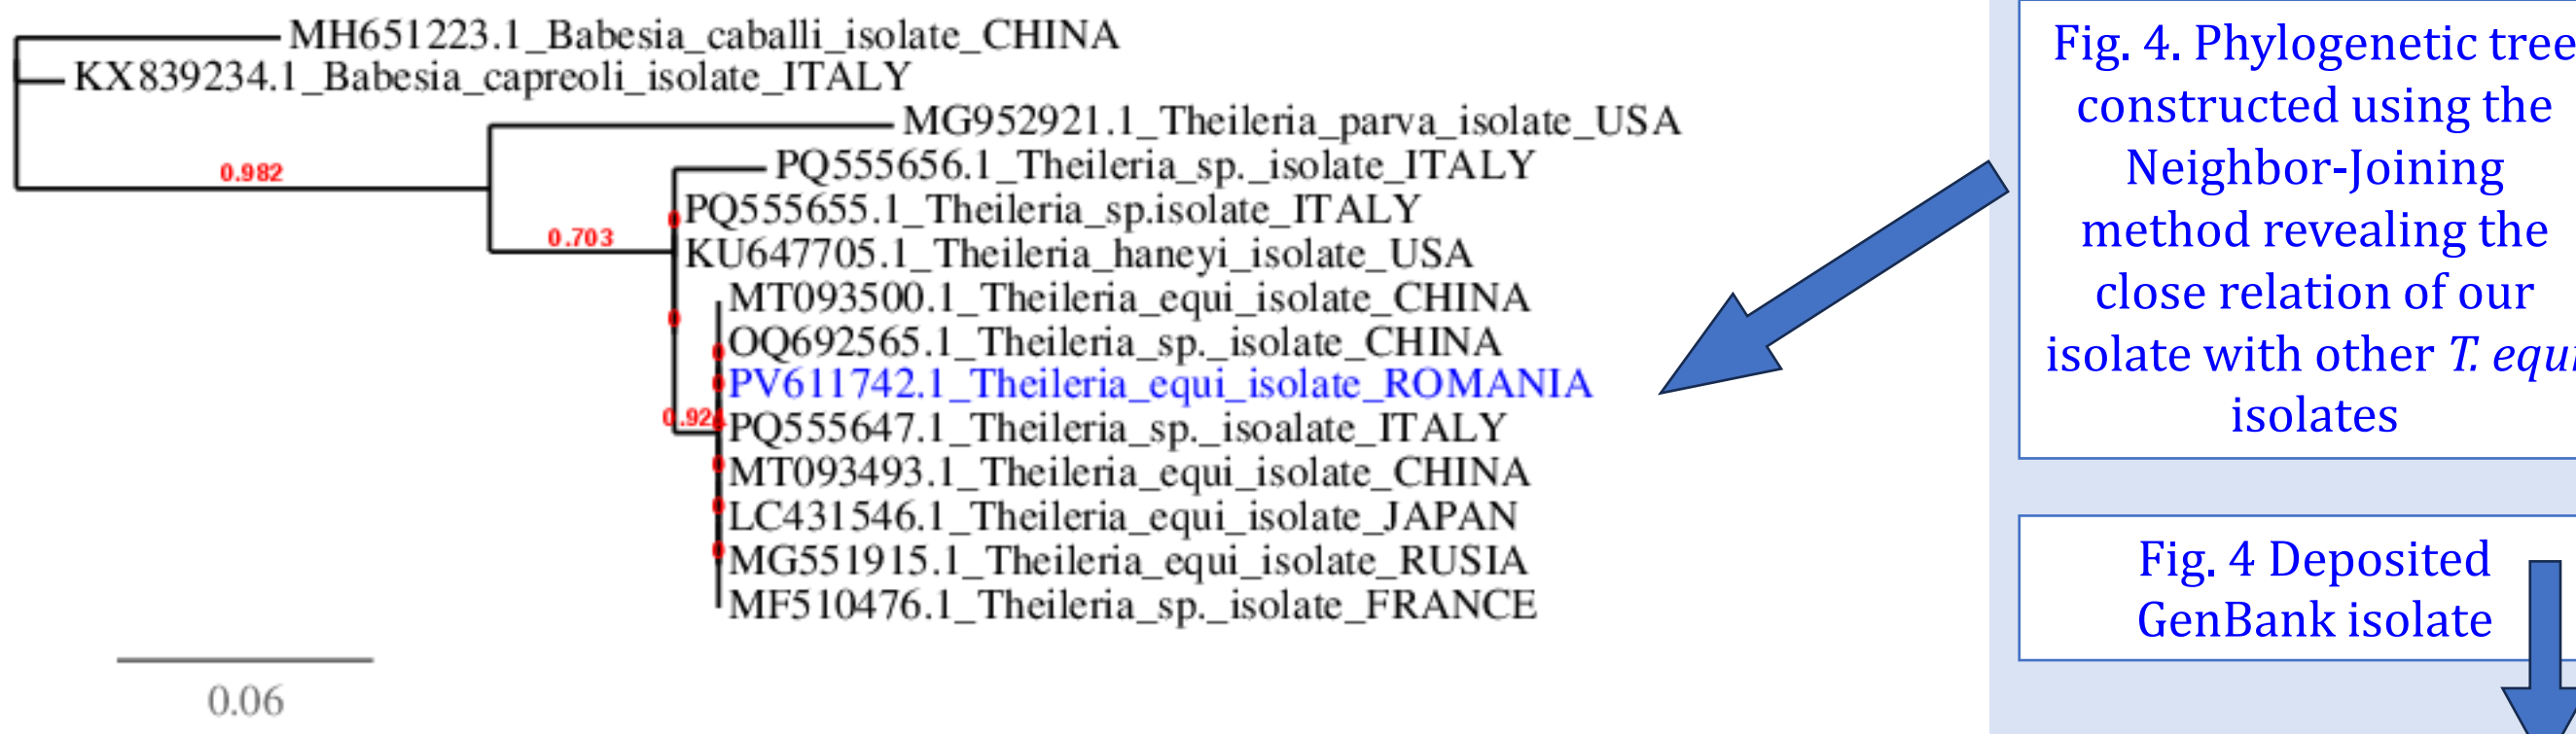 MH651223.1_Babesia_caballi_isolate_CHINA
KX839234.1_Babesia_capreoli_isolate_ITALY
MG952921.1_Theileria_parva_isolate_USA
0.982
PQ555656.1_Theileria_sp._isolate_ITALY
PQ555655.1_Theileria_sp.isolate_ITALY
0.703
KU647705.1_Theileria_haneyi_isolate_USA
MT093500.1_Theileria_equi_isolate_CHINA
OQ692565.1_Theileria_sp._isolate_CHINA
PV611742.1_Theileria_equi_isolate_ROMANIA
0.924
PQ555647.1_Theileria_sp._isoalate_ITALY
MT093493.1_Theileria_equi_isolate_CHINA
LC431546.1_Theileria_equi_isolate_JAPAN
MG551915.1_Theileria_equi_isolate_RUSIA
MF510476.1_Theileria_sp._isolate_FRANCE
0.06
Fig. 4. Phylogenetic tree
constructed using the
Neighbor-Joining
method revealing the
close relation of our
isolate with other T. equi
isolates
Fig. 4 Deposited
GenBank isolate